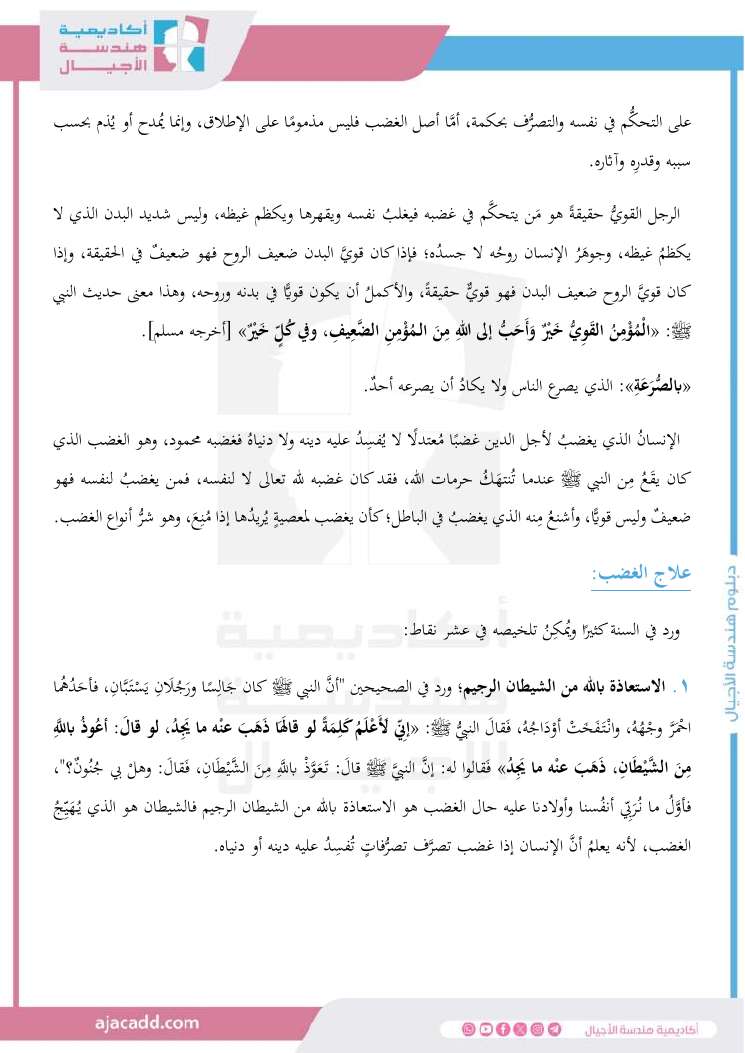 أكاديمية
هندسة
الأجيال
على التحكُّم في نفسه والتصرُّف بحكمة، أمَّا أصل الغضب فليس مذمومًا على الإطلاق، وإنما يُمدح أو يُذم بحسب
سببه وقدرِه وآثاره.
الرجل القويُّ حقيقةً هو مَن يتحكَّم في غضبه فيغلبُ نفسه ويقهرها ويكظم غيظه، وليس شديد البدن الذي لا
يكظمُ غيظه، وجوهَرُ الإنسان روحُه لا جسدُه؛ فإذا كان قويَّ البدن ضعيف الروح فهو ضعيفٌ في الحقيقة، وإذا
كان قويَّ الروح ضعيف البدن فهو قويٌّ حقيقةً، والأكملُ أن يكون قويًّا في بدنه وروحه، وهذا معنى حديث النبي
ﷺ: «الْمُؤْمِنُ القَوِيُّ خَيْرٌ وَأَحَبُّ إلى اللهِ مِنَ المُؤْمِنِ الضَّعِيفِ، وفي كُلٍّ خَيْرٌ» [أخرجه مسلم].
«بالصُّرَعَةِ»: الذي يصرع الناس ولا يكادُ أن يصرعه أحدٌ.
الإنسانُ الذي يغضبُ لأجل الدين غضبًا مُعتدلًا لا يُفسِدُ عليه دينه ولا دنياهُ فغضبه محمود، وهو الغضب الذي
كان يقَعُ مِن النبي ﷺ عندما تُنتهَكُ حرمات الله، فقد كان غضبه لله تعالى لا لنفسه، فمن يغضبُ لنفسه فهو
ضعيفٌ وليس قويًّا، وأشنعُ مِنه الذي يغضبُ في الباطل؛ كأن يغضب لمعصيةٍ يُريدُها إذا مُنِعَ، وهو شرُّ أنواع الغضب.
علاج الغضب:
ورد في السنة كثيرًا ويُمكِنُ تلخيصه في عشر نقاط:
١. الاستعاذة بالله من الشيطان الرجيم؛ ورد في الصحيحين "أنَّ النبي ﷺ كان جَالِسًا ورَجُلَانِ يَسْتَبَّانِ، فأحَدُهُما
احْمَرَّ وجْهُهُ، وانْتَفَخَتْ أوْدَاجُهُ، فَقالَ النبيُّ ﷺ: «إنِّي لَأَعْلَمُ كَلِمَةً لو قالَهَا ذَهَبَ عنْه ما يَجِدُ، لو قالَ: أعُوذُ باللَّهِ
مِنَ الشَّيْطَانِ، ذَهَبَ عنْه ما يَجِدُ» فَقالوا له: إنَّ النبيَّ ﷺ قالَ: تَعَوَّذْ باللَّهِ مِنَ الشَّيْطَانِ، فَقَالَ: وهلْ بي جُنُونٌ؟"،
فأوَّلُ ما نُربِّي أنفُسنا وأولادنا عليه حال الغضب هو الاستعاذة بالله من الشيطان الرجيم فالشيطان هو الذي يُهَيِّجُ
الغضب، لأنه يعلمُ أنَّ الإنسان إذا غضب تصرَّف تصرُّفاتٍ تُفسِدُ عليه دينه أو دنياه.
دبلوم هندسة الأجيال
أكاديمية هندسة الأجيال
ajacadd.com